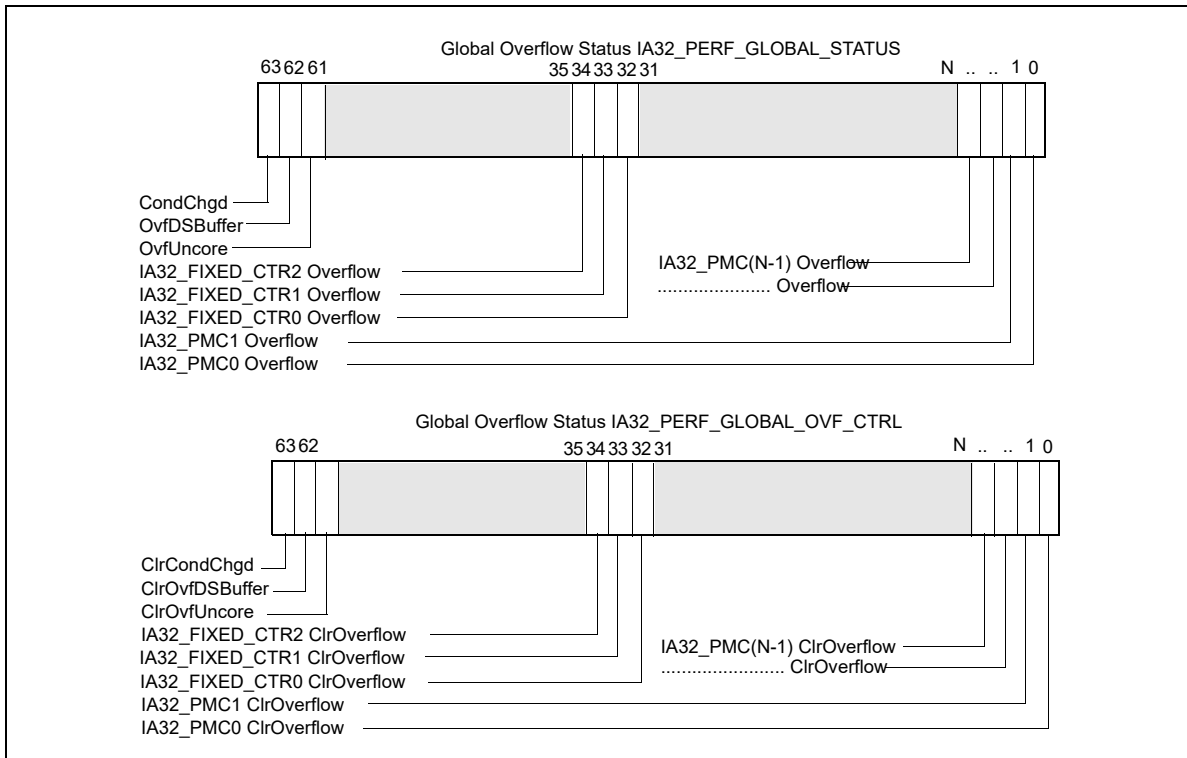 Global Overflow Status IA32_PERF_GLOBAL_STATUS
63 62 61 35 34 33 32 31 N .. .. 1 0
CondChgd
OvfDSBuffer
OvfUncore
IA32_FIXED_CTR2 Overflow
IA32_PMC(N-1) Overflow
IA32_FIXED_CTR1 Overflow
...................... Overflow
IA32_FIXED_CTR0 Overflow
IA32_PMC1 Overflow
IA32_PMC0 Overflow
Global Overflow Status IA32_PERF_GLOBAL_OVF_CTRL
63 62 35 34 33 32 31 N .. .. 1 0
ClrCondChgd
ClrOvfDSBuffer
ClrOvfUncore
IA32_FIXED_CTR2 ClrOverflow
IA32_PMC(N-1) ClrOverflow
IA32_FIXED_CTR1 ClrOverflow
........................ ClrOverflow
IA32_FIXED_CTR0 ClrOverflow
IA32_PMC1 ClrOverflow
IA32_PMC0 ClrOverflow